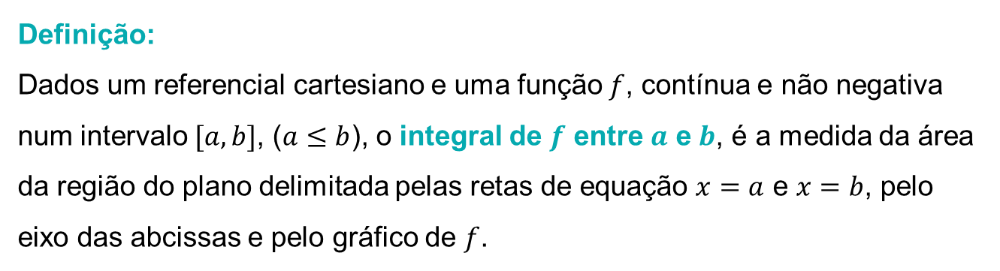 Definição:
Dados um referencial cartesiano e uma função 𝑓, contínua e não negativa
num intervalo [𝑎, 𝑏], (𝑎 ≤ 𝑏), o integral de 𝒇 entre 𝒂 e 𝒃, é a medida da área
da região do plano delimitada pelas retas de equação 𝑥 = 𝑎 e 𝑥 = 𝑏, pelo
eixo das abcissas e pelo gráfico de 𝑓.